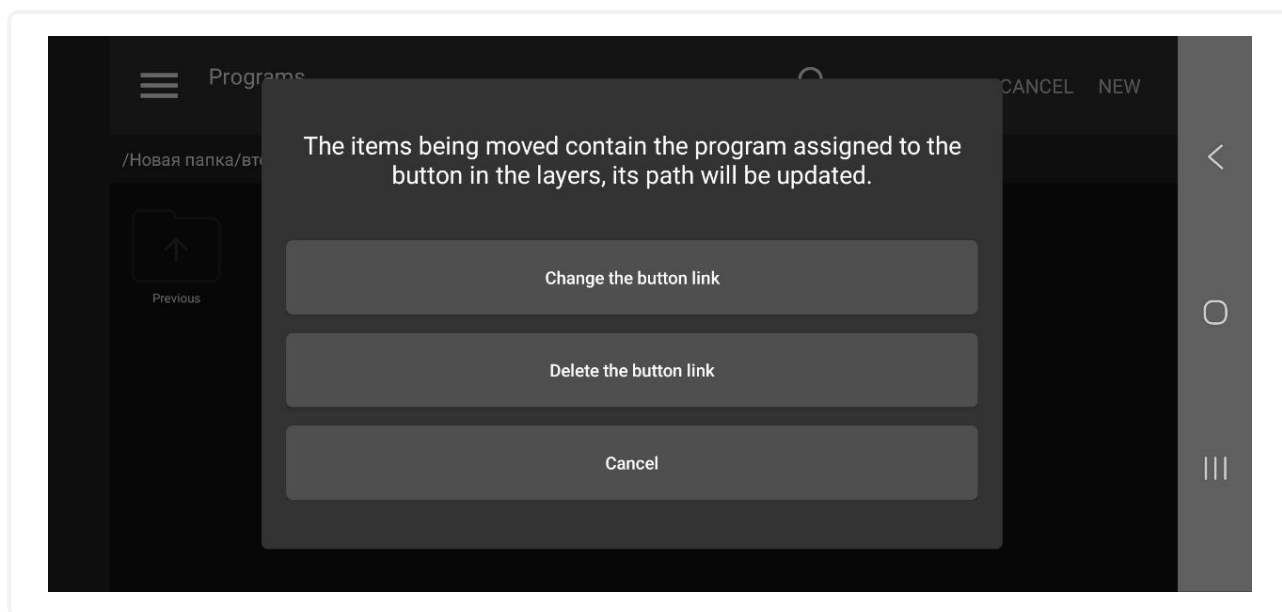 Programs
CANCEL NEW
/Новая папка/вто
The items being moved contain the program assigned to the
button in the layers, its path will be updated.
Previous
Change the button link
Delete the button link
Cancel